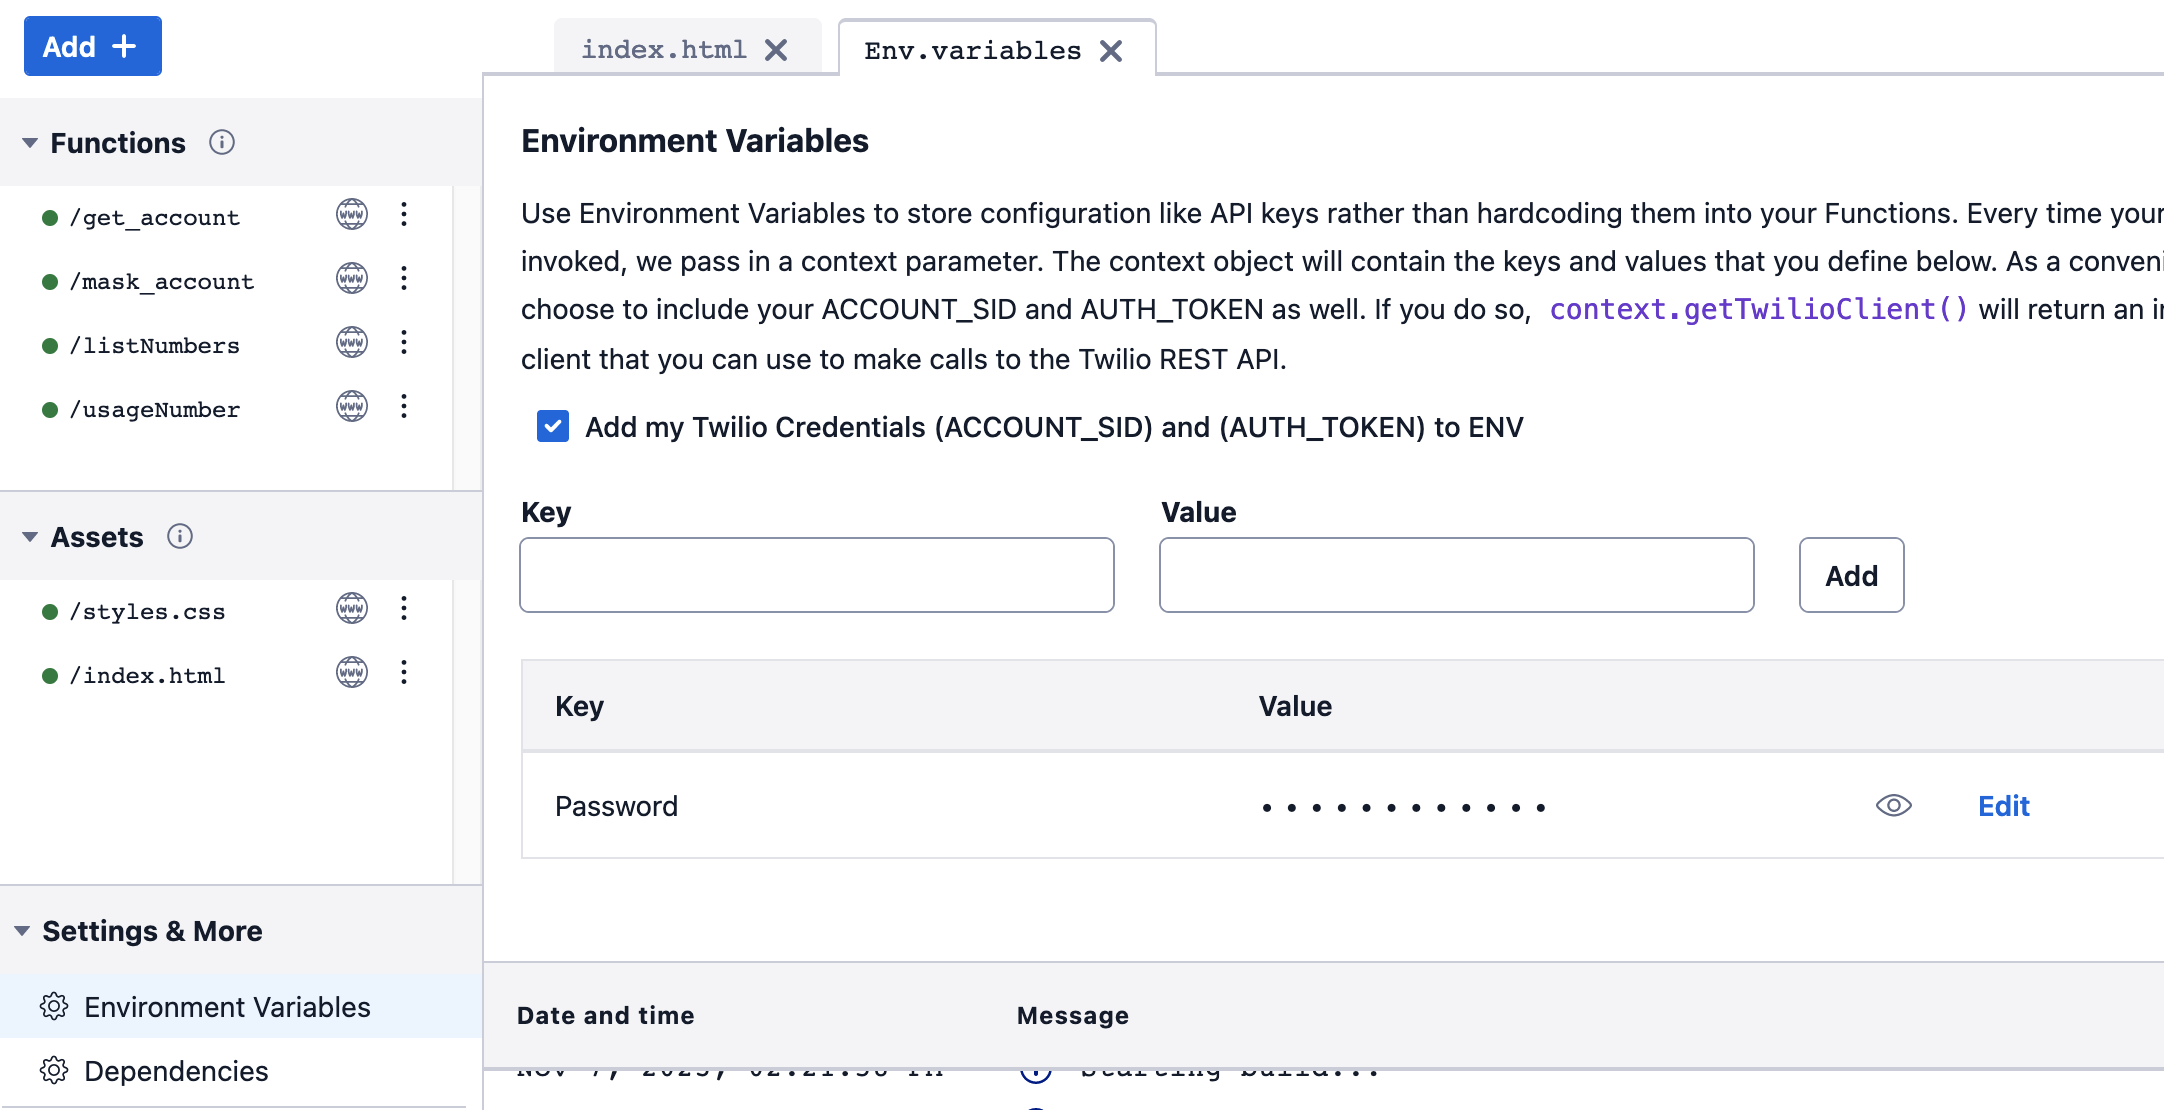 Add +
index.html
Env.variables
Functions
/get_account
/mask_account
/listNumbers
/usageNumber
Assets
/styles.css
/index.html
Settings & More
Environment Variables
Dependencies
Environment Variables
Use Environment Variables to store configuration like API keys rather than hardcoding them into your Functions. Every time your
invoked, we pass in a context parameter. The context object will contain the keys and values that you define below. As a conveni
choose to include your ACCOUNT_SID and AUTH_TOKEN as well. If you do so, context.getTwilioClient() will return an in
client that you can use to make calls to the Twilio REST API.
Add my Twilio Credentials (ACCOUNT_SID) and (AUTH_TOKEN) to ENV
Key Value
Add
Key Value
Password •••••••••••• Edit
Date and time Message
Starting build...